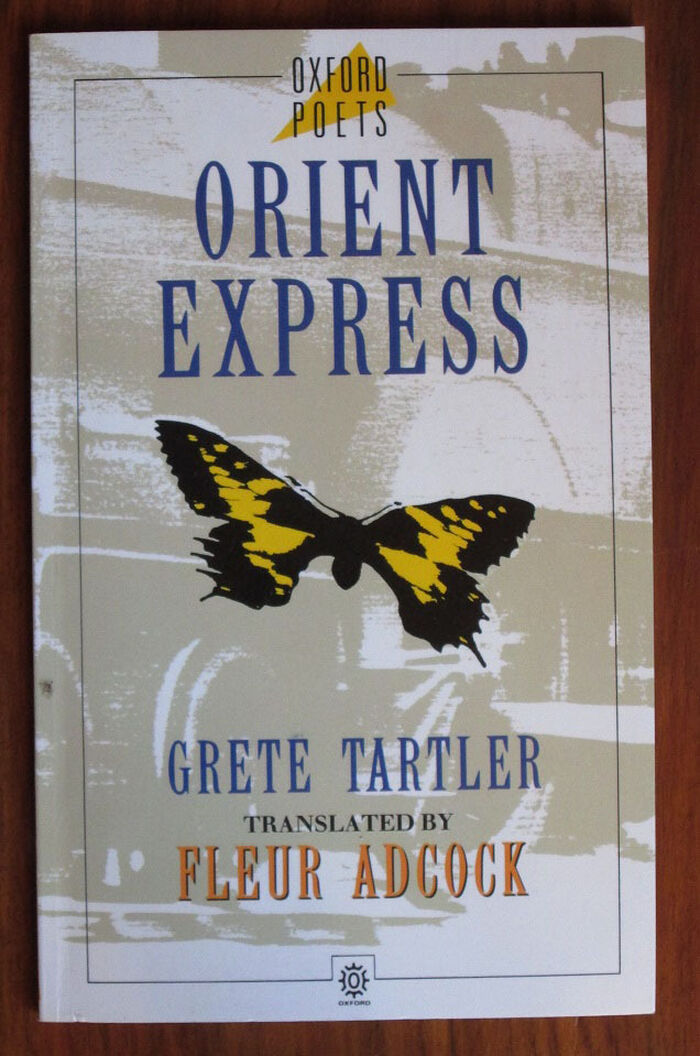 OXFORD
POETS
ORIENT
EXPRESS
GRETE TARTLER
TRANSLATED BY
FLEUR ADCOCK
O
OXFORD